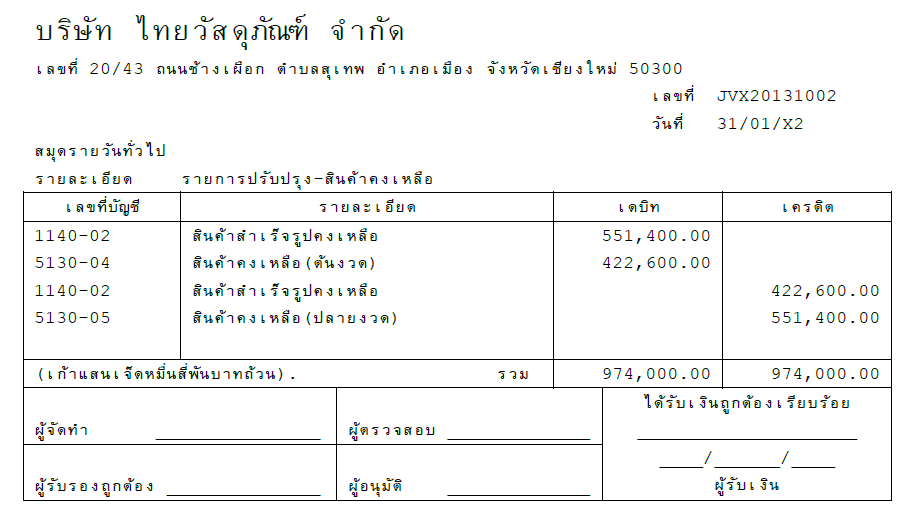 บริษัท ไทยวัสดุภัณฑ์ จำกัด
เลขที่ 20/43 ถนนช้างเผือก ตำบลสุเทพ อำเภอเมือง จังหวัดเชียงใหม่ 50300
เลขที่ JVX20131002
วันที่ 31/01/X2
สมุดรายวันทั่วไป
รายละเอียด รายการปรับปรุง-สินค้าคงเหลือ
เลขที่บัญชี รายละเอียด เดบิท เครดิต
1140-02 สินค้าสำเร็จรูปคงเหลือ 551,400.00
5130-04 สินค้าคงเหลือ(ต้นงวด) 422,600.00
1140-02 สินค้าสำเร็จรูปคงเหลือ 422,600.00
5130-05 สินค้าคงเหลือ(ปลายงวด) 551,400.00
(เก้าแสนเจ็ดหมื่นสี่พันบาทถ้วน). รวม 974,000.00 974,000.00
ได้รับเงินถูกต้องเรียบร้อย
ผู้จัดทำ _______________ ผู้ตรวจสอบ _____________ ____________________
____/______/____
ผู้รับรองถูกต้อง ______________ ผู้อนุมัติ _____________ ผู้รับเงิน